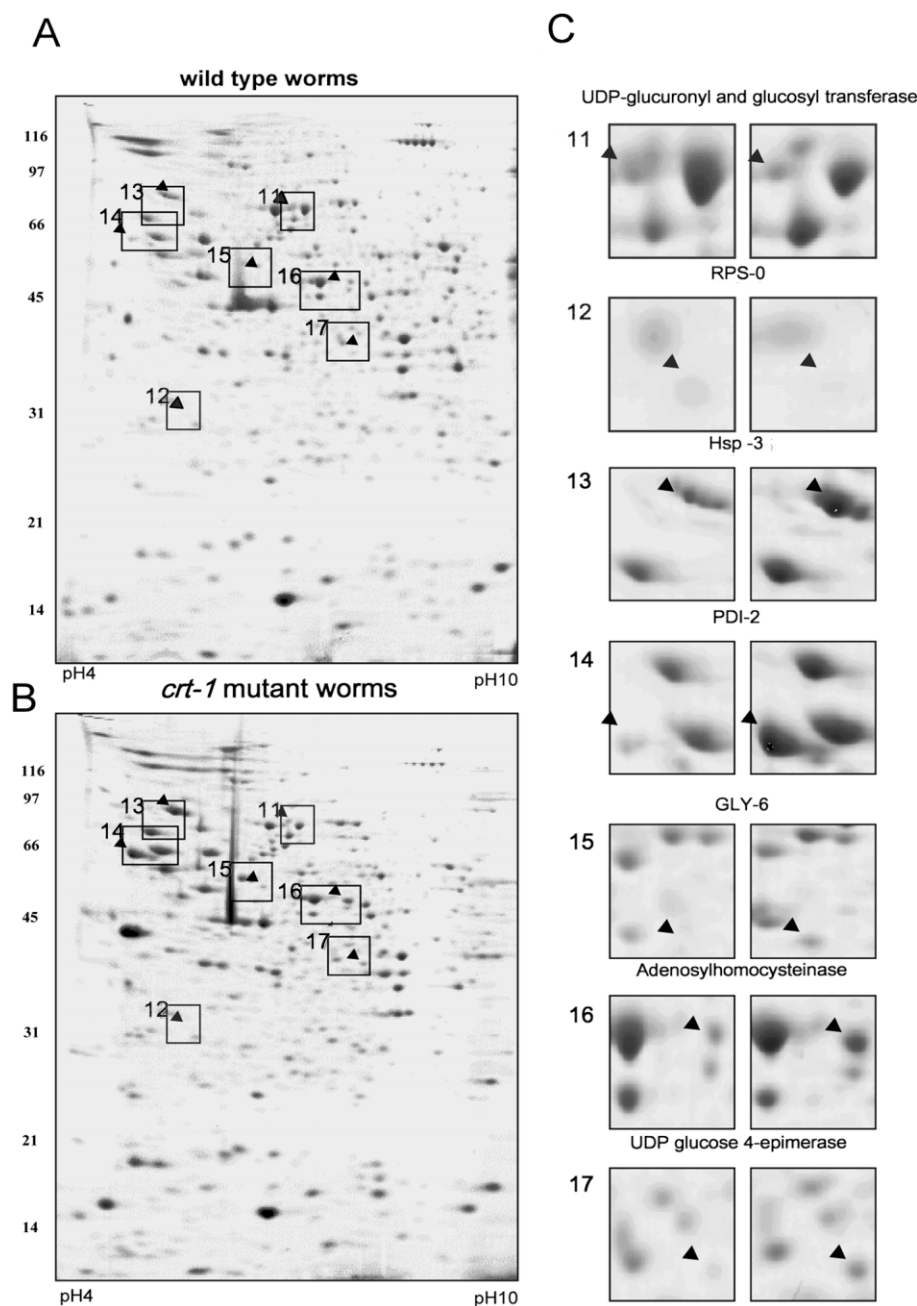 A
wild type worms
116
97
66
45
31
21
14
13
14
11
15
16
17
12
pH4
pH10
B
crt-1 mutant worms
116
97
66
45
31
21
14
13
14
11
15
16
17
12
pH4
pH10
C
UDP-glucuronyl and glucosyl transferase
11
RPS-0
12
Hsp -3
13
PDI-2
14
GLY-6
15
Adenosylhomocysteinase
16
UDP glucose 4-epimerase
17